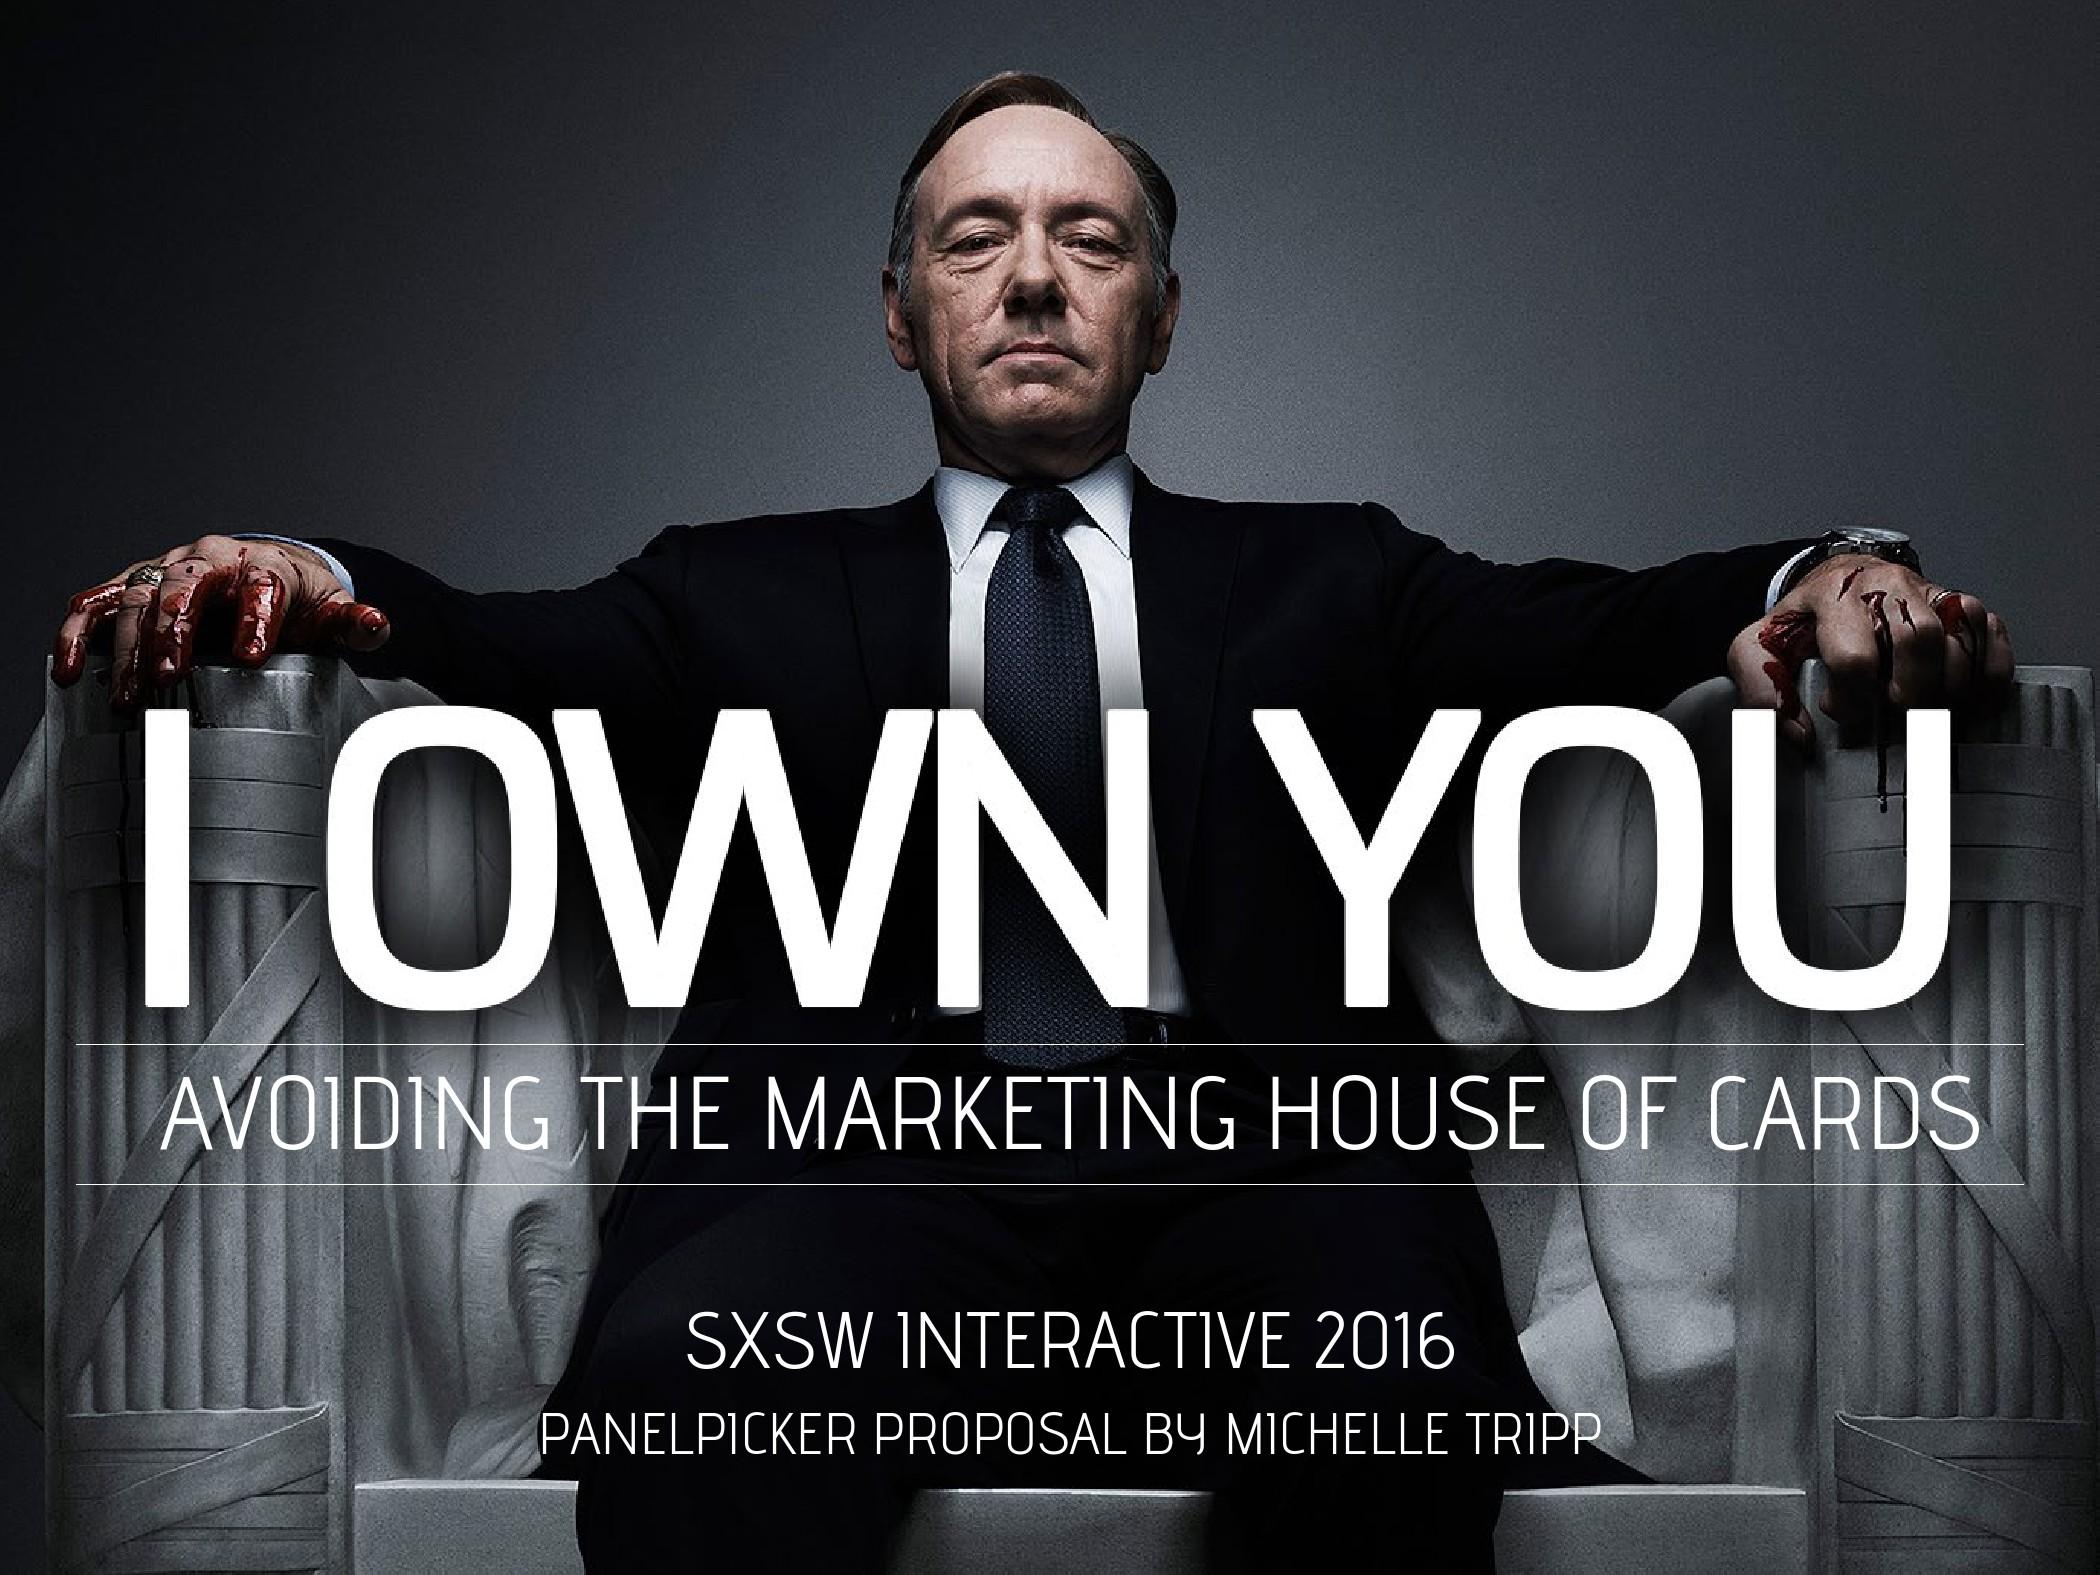 I OWN YOU
AVOIDING THE MARKETING HOUSE OF CARDS
SXSW INTERACTIVE 2016
PANELPICKER PROPOSAL BY MICHELLE TRIPP